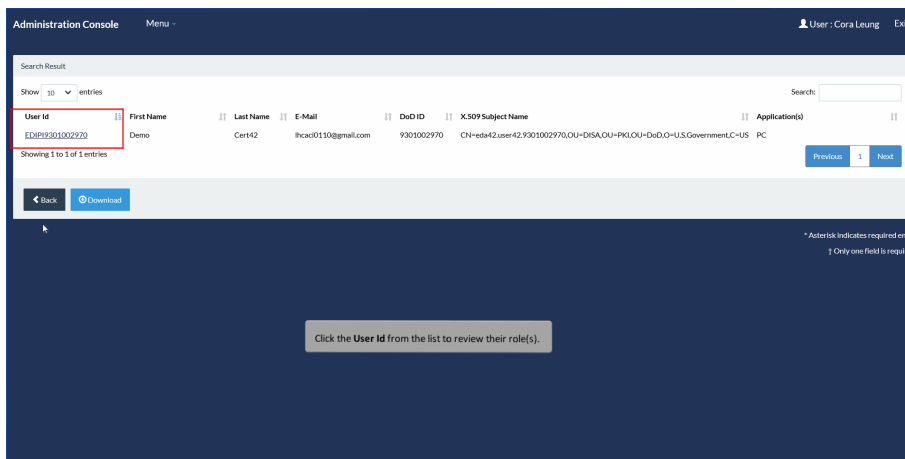 Administration Console Menu User : Cora Leung
Search Result
Show 10 entries Search:
User Id First Name Last Name E-Mail DoD ID X.509 Subject Name Application(s)
EDIPI9301002970 Demo Cert42 lhcaci0110@gmail.com 9301002970 CN=eda42.user42.9301002970,OU=DISA,OU=PKI,OU=DoD,O=U.S.Government,C=US PC
Showing 1 to 1 of 1 entries Previous 1 Next
Back Download
* Asterisk indicates required
† Only one field is
Click the User Id from the list to review their role(s).